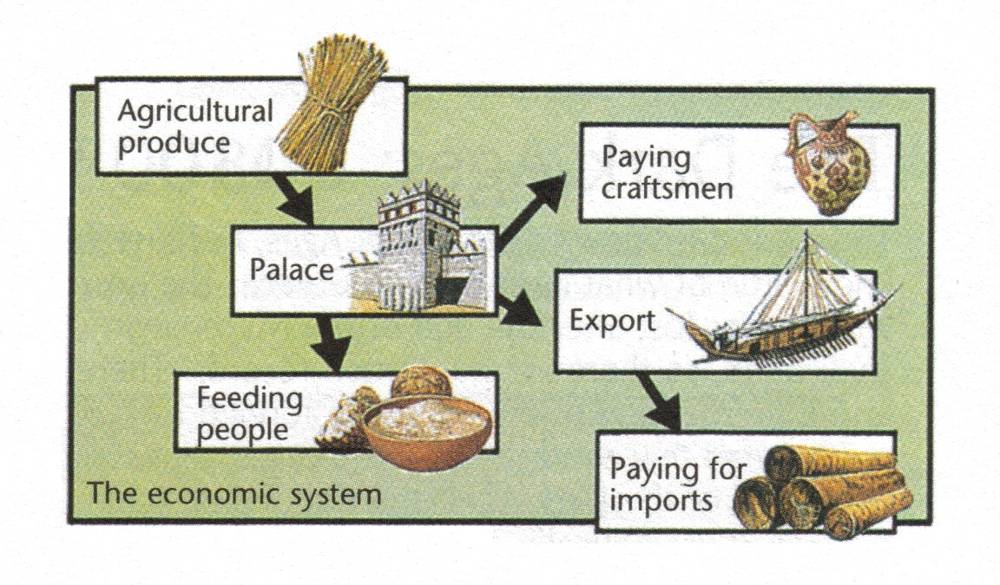 Agricultural
produce
Paying
craftsmen
Palace
Export
Feeding
people
Paying for
imports
The economic system